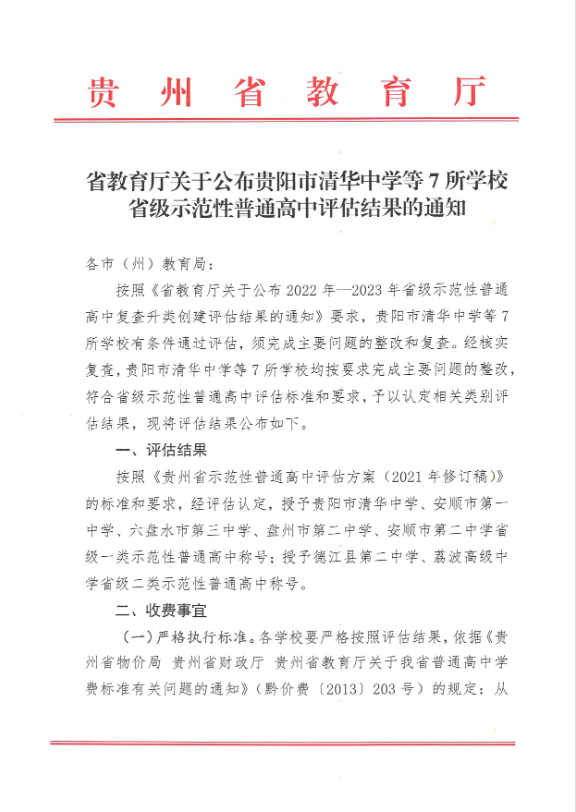 贵州省教育厅
省教育厅关于公布贵阳市清华中学等7所学校
省级示范性普通高中评估结果的通知
各市（州）教育局：
按照《省教育厅关于公布2022年—2023年省级示范性普通
高中复查升类创建评估结果的通知》要求，贵阳市清华中学等7
所学校有条件通过评估，须完成主要问题的整改和复查。经核实
复查，贵阳市清华中学等7所学校均按要求完成主要问题的整改，
符合省级示范性普通高中评估标准和要求，予以认定相关类别评
估结果，现将评估结果公布如下。
一、评估结果
按照《贵州省示范性普通高中评估方案（2021年修订稿）》
的标准和要求，经评估认定，授予贵阳市清华中学、安顺市第一
中学、六盘水市第三中学、盘州市第二中学、安顺市第二中学省
级一类示范性普通高中称号；授予德江县第二中学、荔波高级中
学省级二类示范性普通高中称号。
二、收费事宜
（一）严格执行标准。各学校要严格按照评估结果，依据《贵
州省物价局 贵州省财政厅 贵州省教育厅关于我省普通高中学
费标准有关问题的通知》（黔价费〔2013〕203号）的规定：从